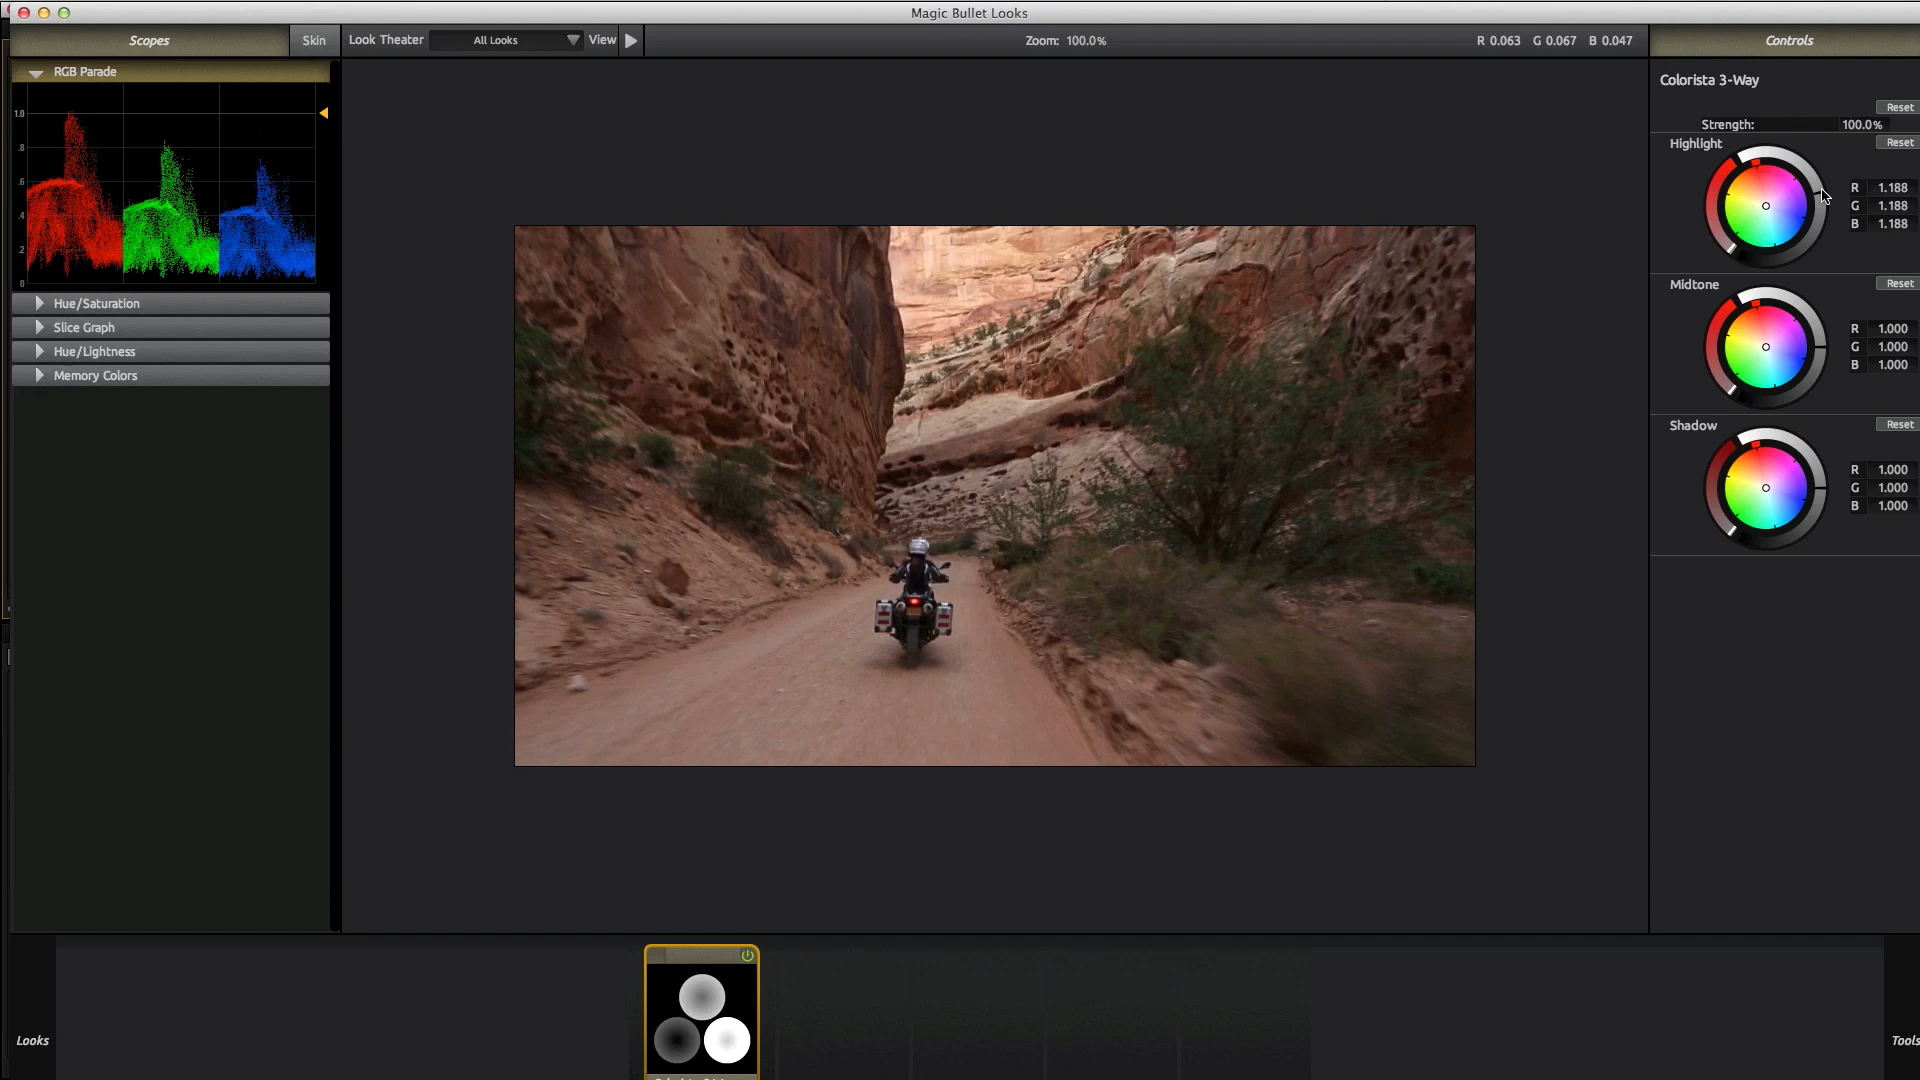 Magic Bullet Looks
Scopes
Skin
Look Theater
All Looks
View
Zoom: 100.0%
R 0.063 G 0.067 B 0.047
Controls
RGB Parade
1.0
.8
.6
.4
.2
0
Hue/Saturation
Slice Graph
Hue/Lightness
Memory Colors
Colorista 3-Way
Reset
Strength: 100.0%
Highlight
Reset
R 1.188
G 1.188
B 1.188
Midtone
Reset
R 1.000
G 1.000
B 1.000
Shadow
Reset
R 1.000
G 1.000
B 1.000
Looks
Tools